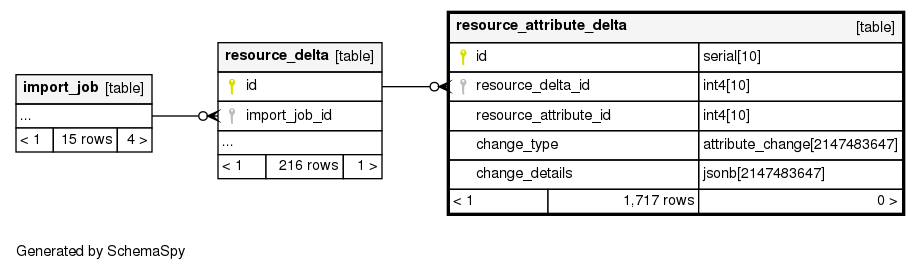 import_job [table]
...
< 1 15 rows 4 >
resource_delta [table]
id
import_job_id
...
< 1 216 rows 1 >
resource_attribute_delta [table]
id serial[10]
resource_delta_id int4[10]
resource_attribute_id int4[10]
change_type attribute_change[2147483647]
change_details jsonb[2147483647]
< 1 1,717 rows 0 >
Generated by SchemaSpy